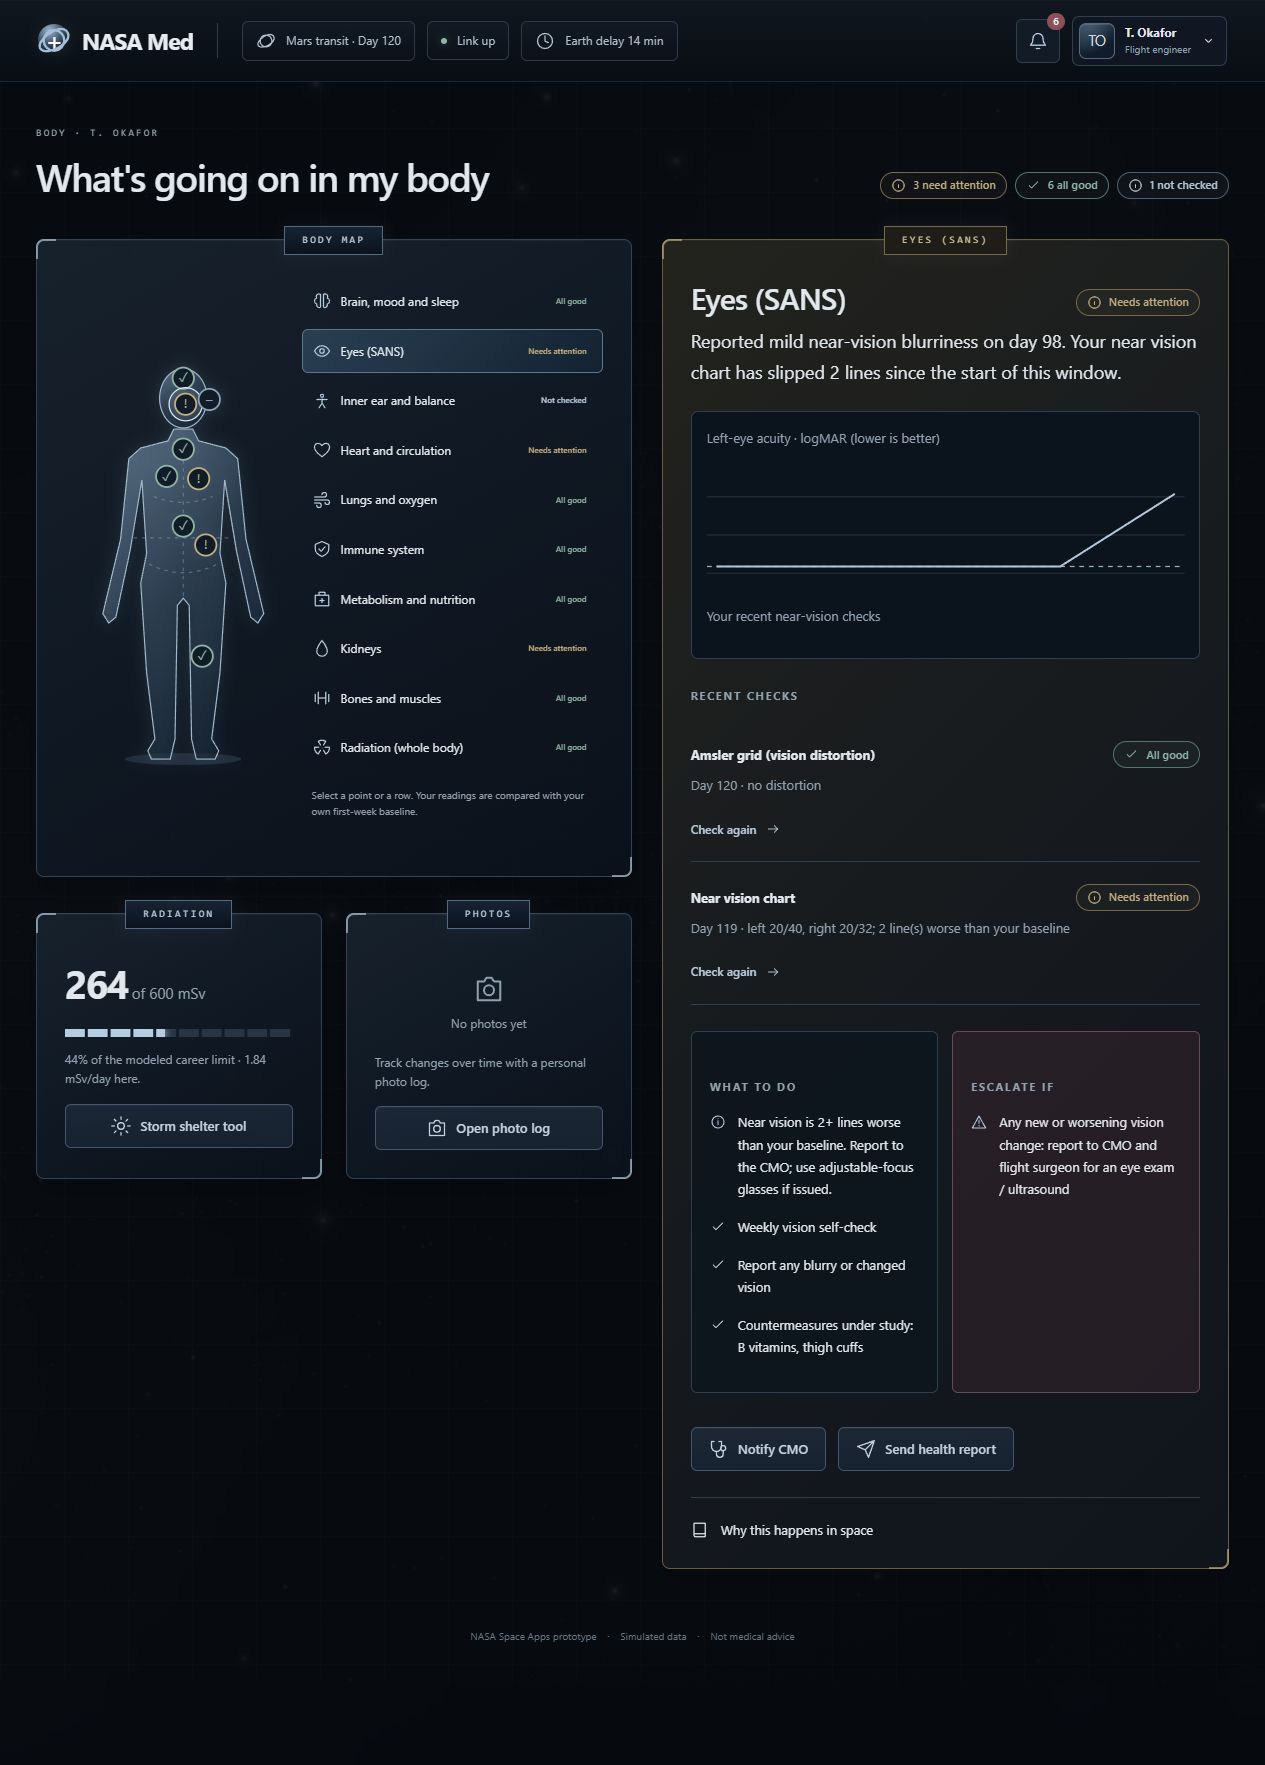 NASA Med
Mars transit · Day 120
Link up
Earth delay 14 min
6
TO
T. Okafor
Flight engineer
BODY · T. OKAFOR
What's going on in my body
3 need attention
6 all good
1 not checked
BODY MAP
Brain, mood and sleep
All good
Eyes (SANS)
Needs attention
Inner ear and balance
Not checked
Heart and circulation
Needs attention
Lungs and oxygen
All good
Immune system
All good
Metabolism and nutrition
All good
Kidneys
Needs attention
Bones and muscles
All good
Radiation (whole body)
All good
Select a point or a row. Your readings are compared with your
own first-week baseline.
RADIATION
264 of 600 mSv
44% of the modeled career limit · 1.84
mSv/day here.
Storm shelter tool
PHOTOS
No photos yet
Track changes over time with a personal
photo log.
Open photo log
EYES (SANS)
Eyes (SANS)
Needs attention
Reported mild near-vision blurriness on day 98. Your near vision
chart has slipped 2 lines since the start of this window.
Left-eye acuity · logMAR (lower is better)
Your recent near-vision checks
RECENT CHECKS
Amsler grid (vision distortion)
All good
Day 120 · no distortion
Check again
Near vision chart
Needs attention
Day 119 · left 20/40, right 20/32; 2 line(s) worse than your baseline
Check again
WHAT TO DO
Near vision is 2+ lines worse
than your baseline. Report to
the CMO; use adjustable-focus
glasses if issued.
Weekly vision self-check
Report any blurry or changed
vision
Countermeasures under study:
B vitamins, thigh cuffs
ESCALATE IF
Any new or worsening vision
change: report to CMO and
flight surgeon for an eye exam
/ ultrasound
Notify CMO
Send health report
Why this happens in space
NASA Space Apps prototype · Simulated data · Not medical advice